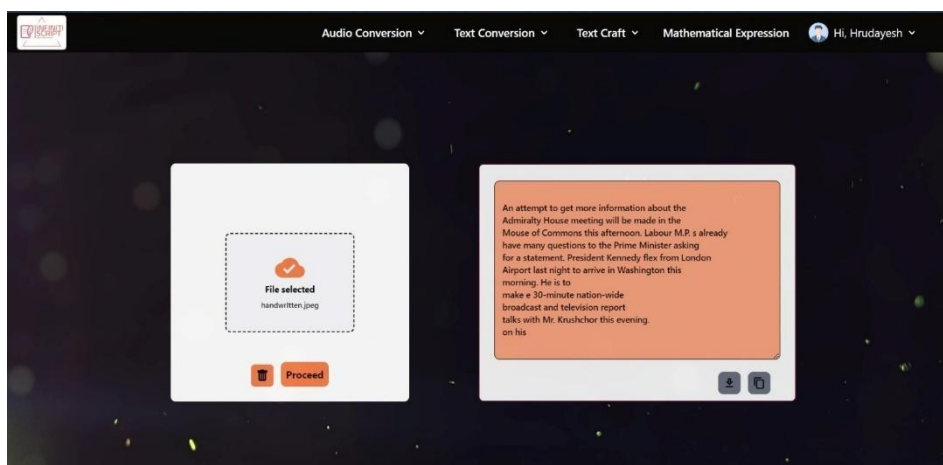 INFINITI
SCRIPT
Audio Conversion
Text Conversion
Text Craft
Mathematical Expression
Hi, Hrudayesh
File selected
handwritten.jpeg
Proceed
An attempt to get more information about the
Admiralty House meeting will be made in the
Mouse of Commons this afternoon. Labour M.P. s already
have many questions to the Prime Minister asking
for a statement. President Kennedy flex from London
Airport last night to arrive in Washington this
morning. He is to
make e 30-minute nation-wide
broadcast and television report
talks with Mr. Krushchor this evening.
on his